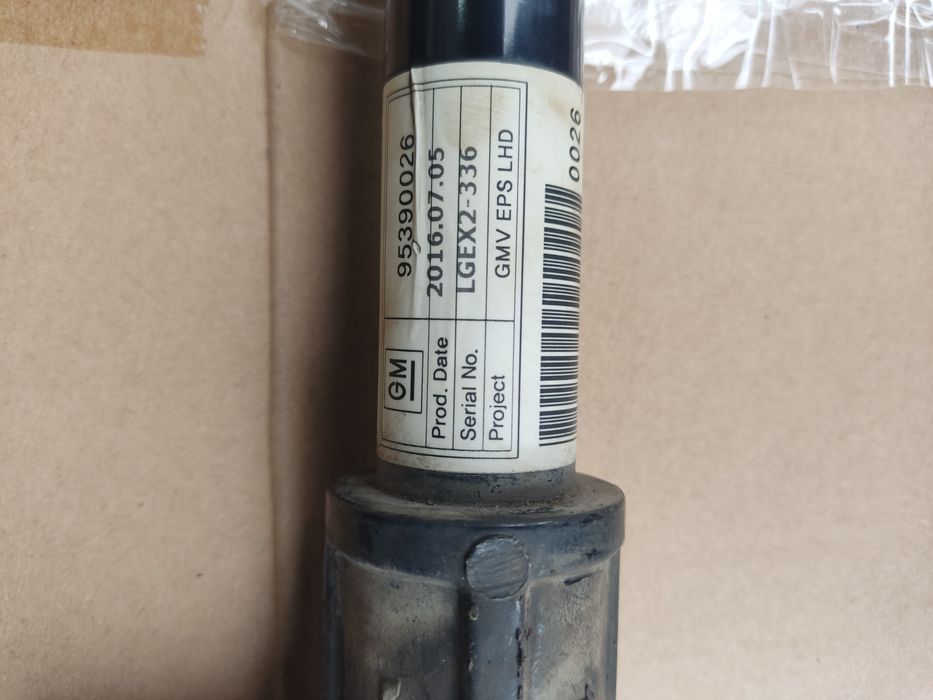 GM 95390026
Prod. Date 2016.07.05
Serial No. LGEX2-336
Project GMV EPS LHD
0026